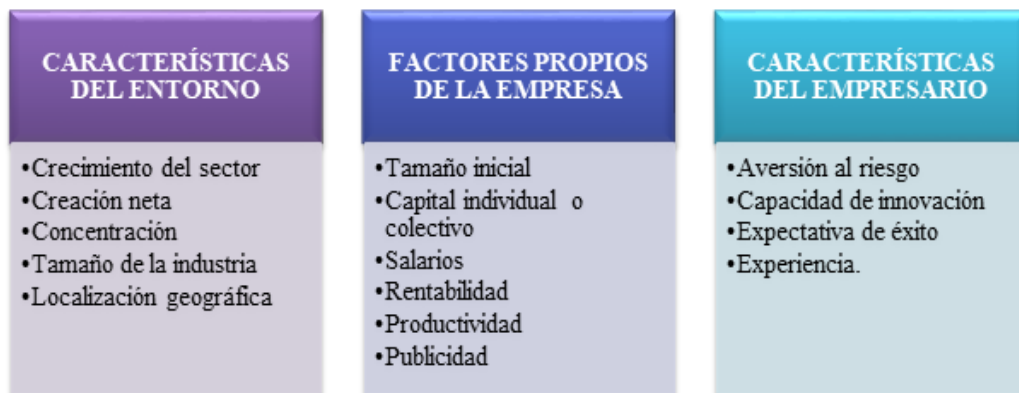 CARACTERÍSTICAS
DEL ENTORNO
•Crecimiento del sector
•Creación neta
•Concentración
•Tamaño de la industria
•Localización geográfica
FACTORES PROPIOS
DE LA EMPRESA
•Tamaño inicial
•Capital individual o
colectivo
•Salarios
•Rentabilidad
•Productividad
•Publicidad
CARACTERÍSTICAS
DEL EMPRESARIO
•Aversión al riesgo
•Capacidad de innovación
•Expectativa de éxito
•Experiencia.